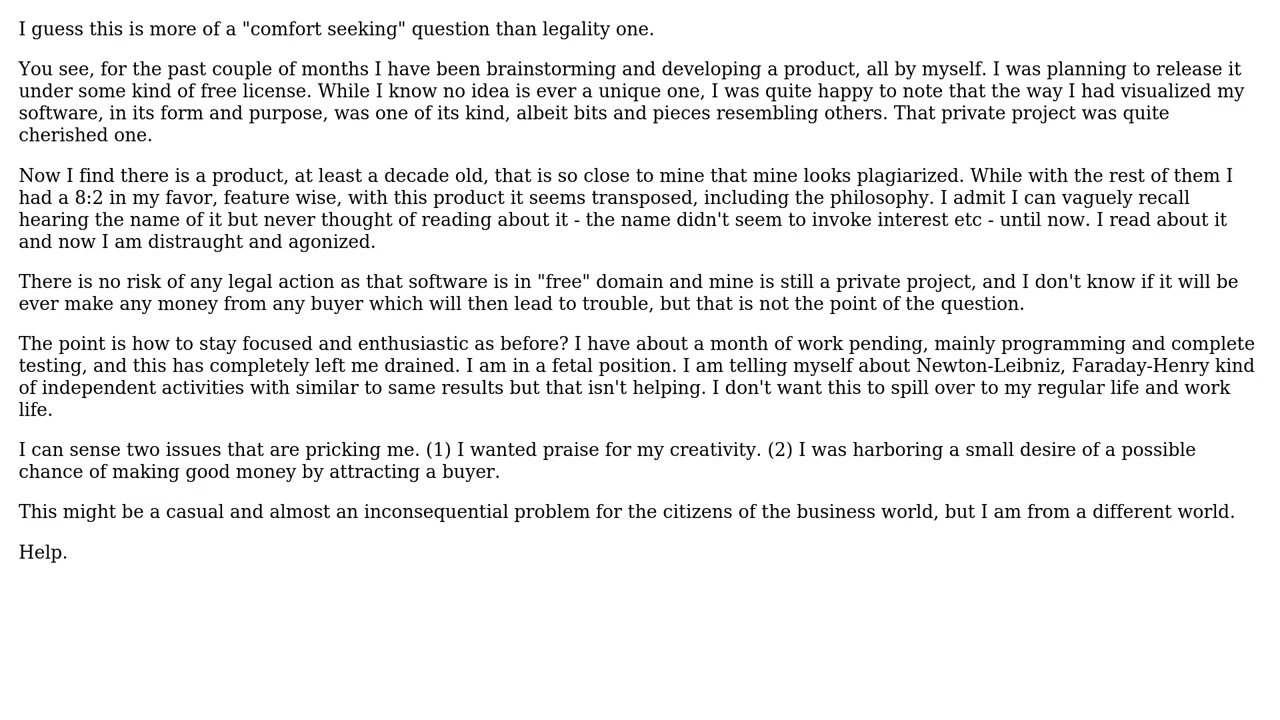 I guess this is more of a "comfort seeking" question than legality one.
You see, for the past couple of months I have been brainstorming and developing a product, all by myself. I was planning to release it
under some kind of free license. While I know no idea is ever a unique one, I was quite happy to note that the way I had visualized my
software, in its form and purpose, was one of its kind, albeit bits and pieces resembling others. That private project was quite
cherished one.
Now I find there is a product, at least a decade old, that is so close to mine that mine looks plagiarized. While with the rest of them I
had a 8:2 in my favor, feature wise, with this product it seems transposed, including the philosophy. I admit I can vaguely recall
hearing the name of it but never thought of reading about it - the name didn't seem to invoke interest etc - until now. I read about it
and now I am distraught and agonized.
There is no risk of any legal action as that software is in "free" domain and mine is still a private project, and I don't know if it will be
ever make any money from any buyer which will then lead to trouble, but that is not the point of the question.
The point is how to stay focused and enthusiastic as before? I have about a month of work pending, mainly programming and complete
testing, and this has completely left me drained. I am in a fetal position. I am telling myself about Newton-Leibniz, Faraday-Henry kind
of independent activities with similar to same results but that isn't helping. I don't want this to spill over to my regular life and work
life.
I can sense two issues that are pricking me. (1) I wanted praise for my creativity. (2) I was harboring a small desire of a possible
chance of making good money by attracting a buyer.
This might be a casual and almost an inconsequential problem for the citizens of the business world, but I am from a different world.
Help.